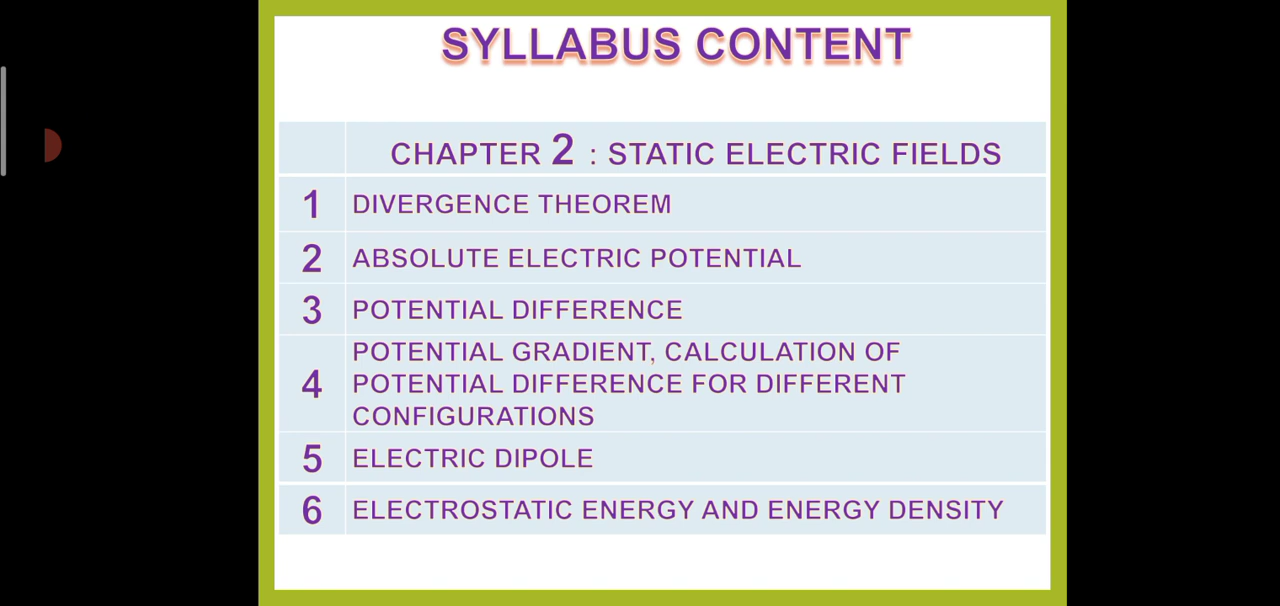 SYLLABUS CONTENT
CHAPTER 2 : STATIC ELECTRIC FIELDS
1 DIVERGENCE THEOREM
2 ABSOLUTE ELECTRIC POTENTIAL
3 POTENTIAL DIFFERENCE
4 POTENTIAL GRADIENT, CALCULATION OF
POTENTIAL DIFFERENCE FOR DIFFERENT
CONFIGURATIONS
5 ELECTRIC DIPOLE
6 ELECTROSTATIC ENERGY AND ENERGY DENSITY